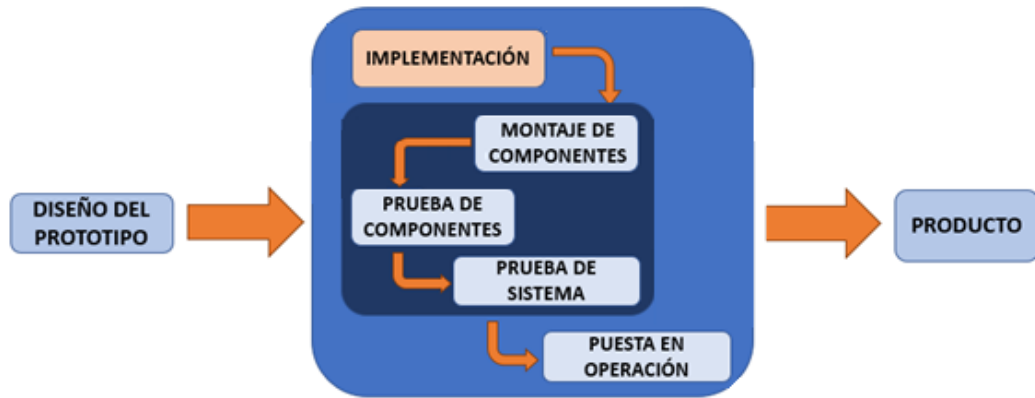 DISEÑO DEL
PROTOTIPO
IMPLEMENTACIÓN
MONTAJE DE
COMPONENTES
PRUEBA DE
COMPONENTES
PRUEBA DE
SISTEMA
PUESTA EN
OPERACIÓN
PRODUCTO